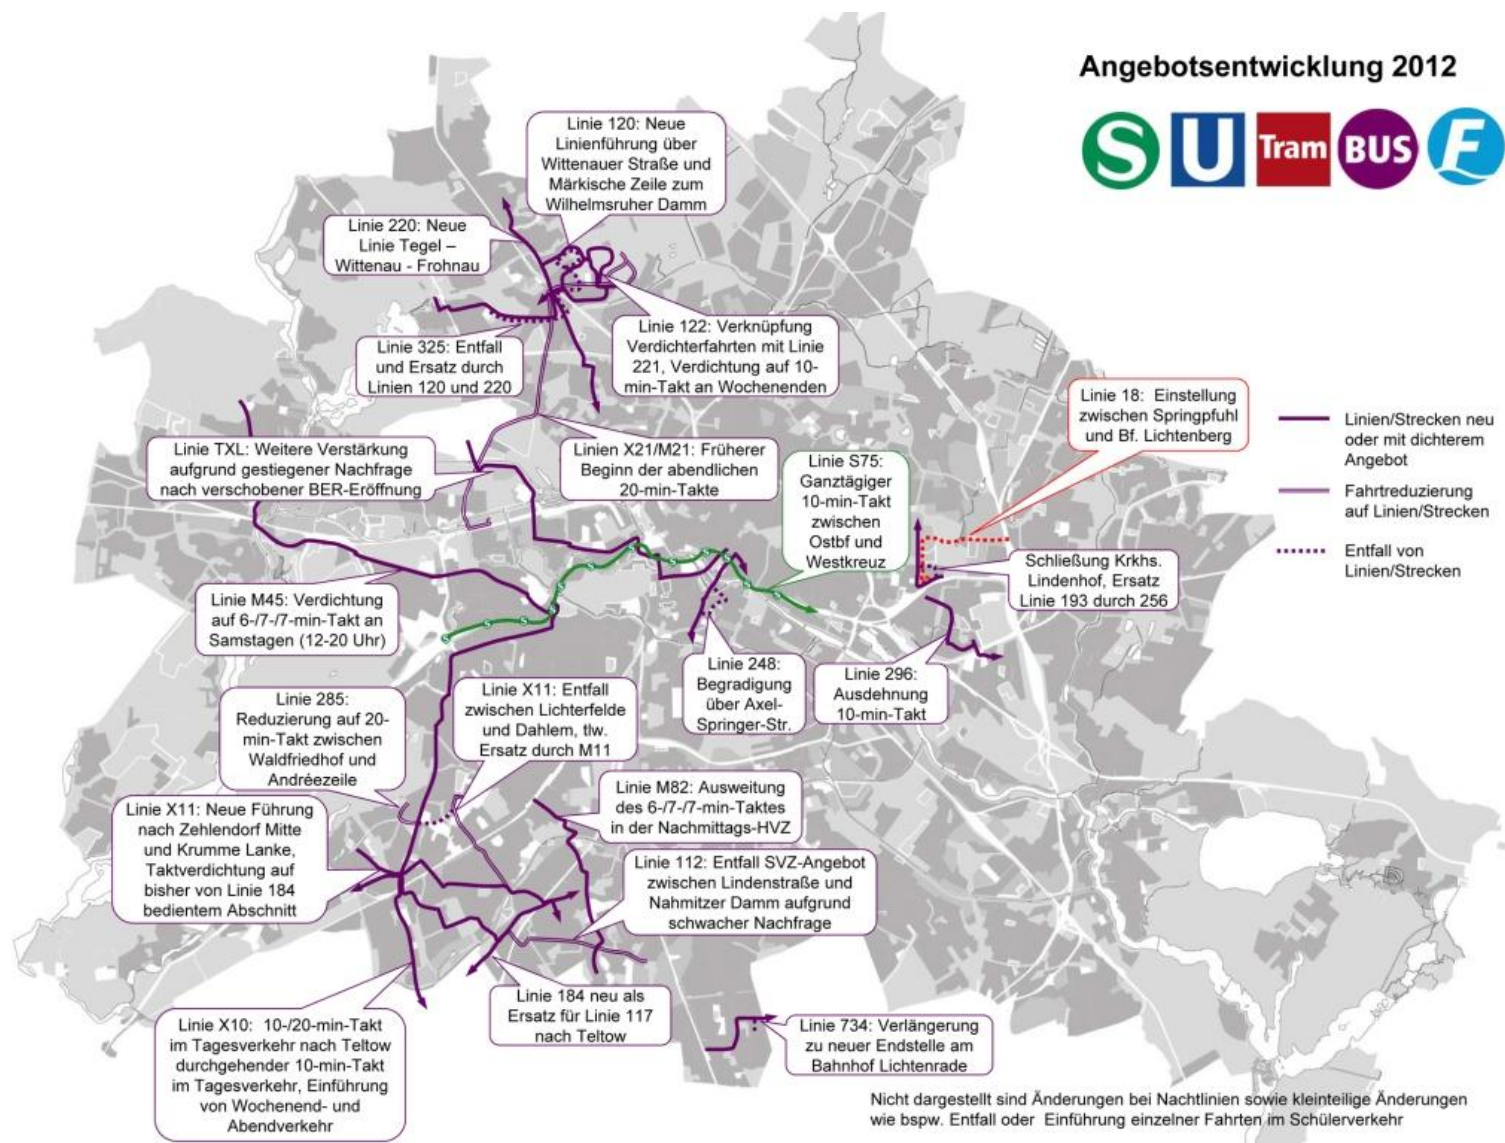 Angebotsentwicklung 2012
S
U
Tram
BUS
F
Linie 120: Neue
Linienführung über
Wittenauer Straße und
Märkische Zeile zum
Wilhelmsruher Damm
Linie 220: Neue
Linie Tegel –
Wittenau - Frohnau
Linie 325: Entfall
und Ersatz durch
Linien 120 und 220
Linie 122: Verknüpfung
Verdichterfahrten mit Linie
221, Verdichtung auf 10-
min-Takt an Wochenenden
Linie 18: Einstellung
zwischen Springpfuhl
und Bf. Lichtenberg
Linien/Strecken neu
oder mit dichterem
Angebot
Fahrtreduzierung
auf Linien/Strecken
Entfall von
Linien/Strecken
Linie TXL: Weitere Verstärkung
aufgrund gestiegener Nachfrage
nach verschobener BER-Eröffnung
Linien X21/M21: Früherer
Beginn der abendlichen
20-min-Takte
Linie S75:
Ganztägiger
10-min-Takt
zwischen
Ostbf und
Westkreuz
Schließung Krkhs.
Lindenhof, Ersatz
Linie 193 durch 256
Linie M45: Verdichtung
auf 6-/7-/7-min-Takt an
Samstagen (12-20 Uhr)
Linie 248:
Begradigung
über Axel-
Springer-Str.
Linie 296:
Ausdehnung
10-min-Takt
Linie 285:
Reduzierung auf 20-
min-Takt zwischen
Waldfriedhof und
Andréezeile
Linie X11: Entfall
zwischen Lichterfelde
und Dahlem, tlw.
Ersatz durch M11
Linie X11: Neue Führung
nach Zehlendorf Mitte
und Krumme Lanke,
Taktverdichtung auf
bisher von Linie 184
bedientem Abschnitt
Linie M82: Ausweitung
des 6-/7-/7-min-Taktes
in der Nachmittags-HVZ
Linie 112: Entfall SVZ-Angebot
zwischen Lindenstraße und
Nahmitzer Damm aufgrund
schwacher Nachfrage
Linie 184 neu als
Ersatz für Linie 117
nach Teltow
Linie X10: 10-/20-min-Takt
im Tagesverkehr nach Teltow
durchgehender 10-min-Takt
im Tagesverkehr, Einführung
von Wochenend- und
Abendverkehr
Linie 734: Verlängerung
zu neuer Endstelle am
Bahnhof Lichtenrade
Nicht dargestellt sind Änderungen bei Nachtlinien sowie kleinteilige Änderungen
wie bspw. Entfall oder Einführung einzelner Fahrten im Schülerverkehr